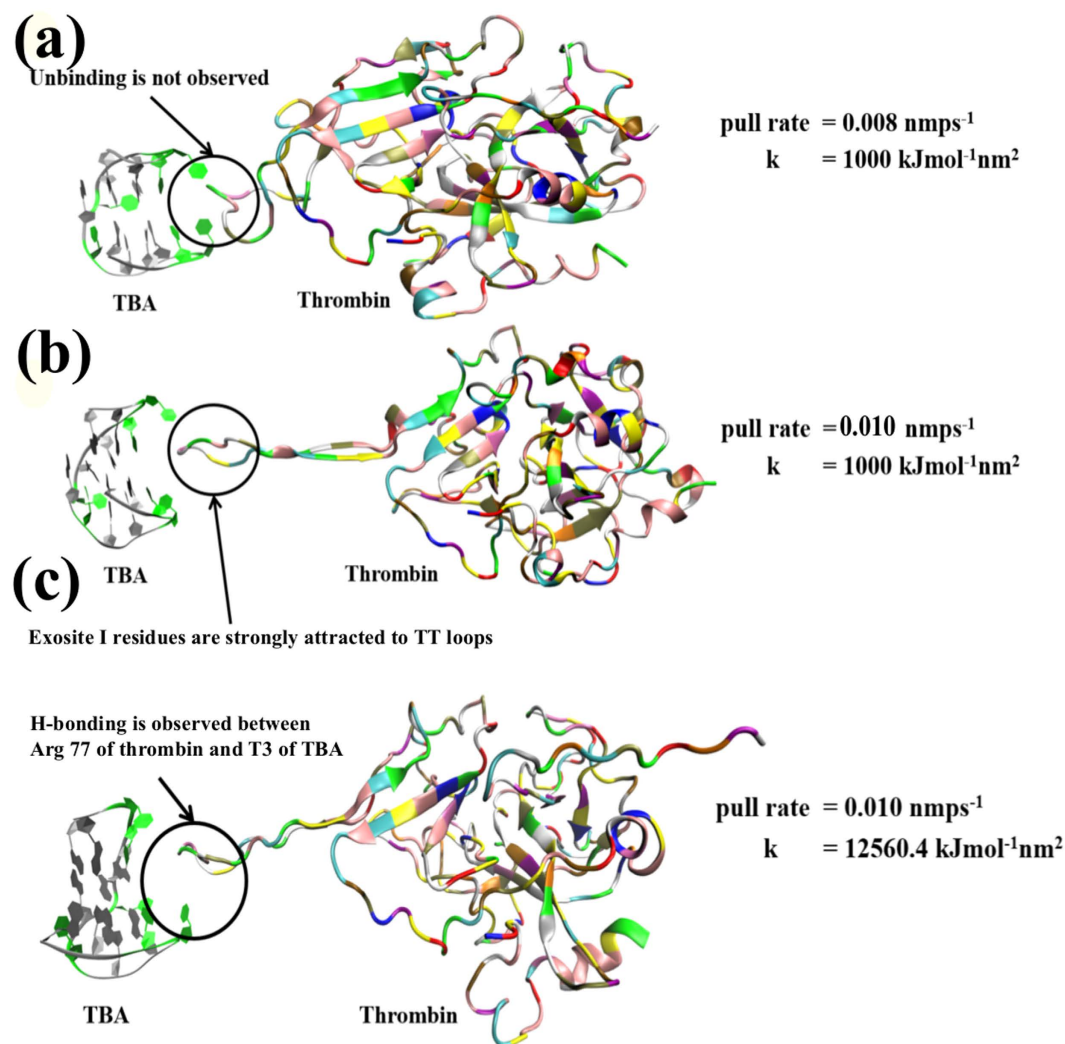 (a)
Unbinding is not observed
pull rate = 0.008 nmps⁻¹
k = 1000 kJmol⁻¹nm²
TBA
Thrombin
(b)
pull rate = 0.010 nmps⁻¹
k = 1000 kJmol⁻¹nm²
TBA
Thrombin
(c)
Exosite I residues are strongly attracted to TT loops
H-bonding is observed between
Arg 77 of thrombin and T3 of TBA
pull rate = 0.010 nmps⁻¹
k = 12560.4 kJmol⁻¹nm²
TBA
Thrombin